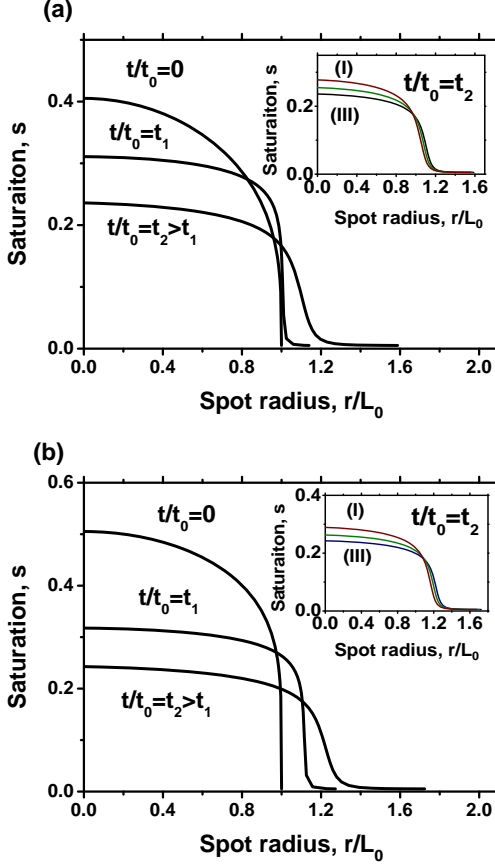 (a)
t/t0=0
t/t0=t1
t/t0=t2>t1
Saturaiton, s
0.4
0.2
0.0
0.0 0.4 0.8 1.2 1.6 2.0
Spot radius, r/L0
(I)
(III)
t/t0=t2
Saturaiton, s
0.2
0.0
0.0 0.4 0.8 1.2 1.6
Spot radius, r/L0
(b)
t/t0=0
t/t0=t1
t/t0=t2>t1
Saturation, s
0.6
0.4
0.2
0.0
0.0 0.4 0.8 1.2 1.6 2.0
Spot radius, r/L0
(I)
(III)
t/t0=t2
Saturaiton, s
0.4
0.2
0.0
0.0 0.4 0.8 1.2 1.6
Spot radius, r/L0